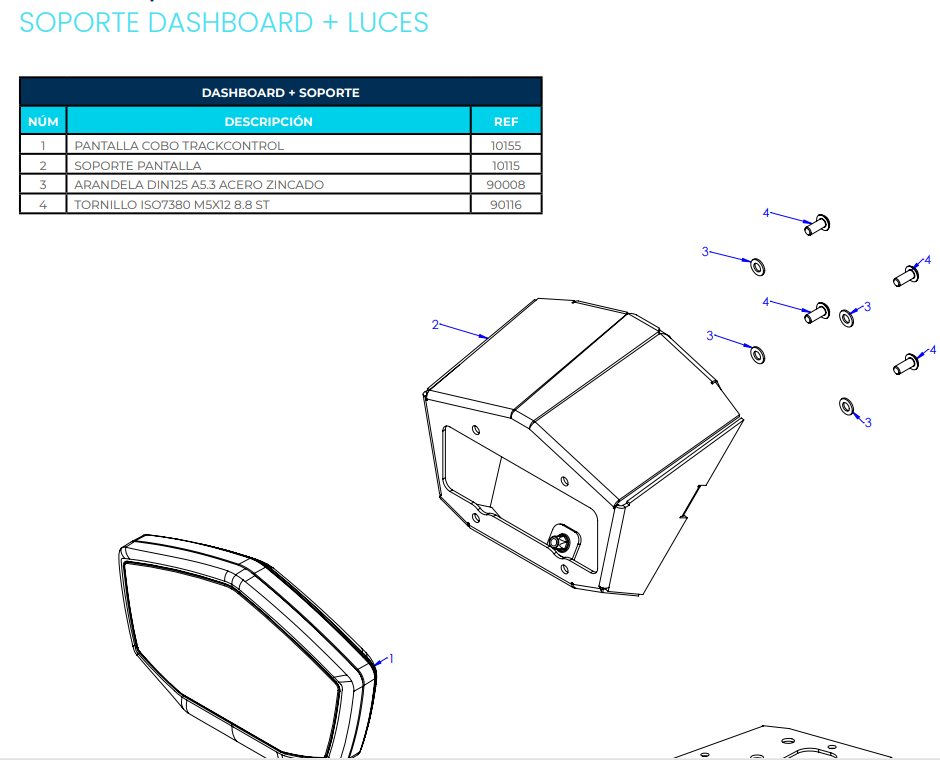 SOPORTE DASHBOARD + LUCES
DASHBOARD + SOPORTE
NÚM DESCRIPCIÓN REF
1 PANTALLA COBO TRACKCONTROL 10155
2 SOPORTE PANTALLA 10115
3 ARANDELA DIN125 A5.3 ACERO ZINCADO 90008
4 TORNILLO ISO7380 M5X12 8.8 ST 90116
4
3
4
4
3
2
3
4
3
1